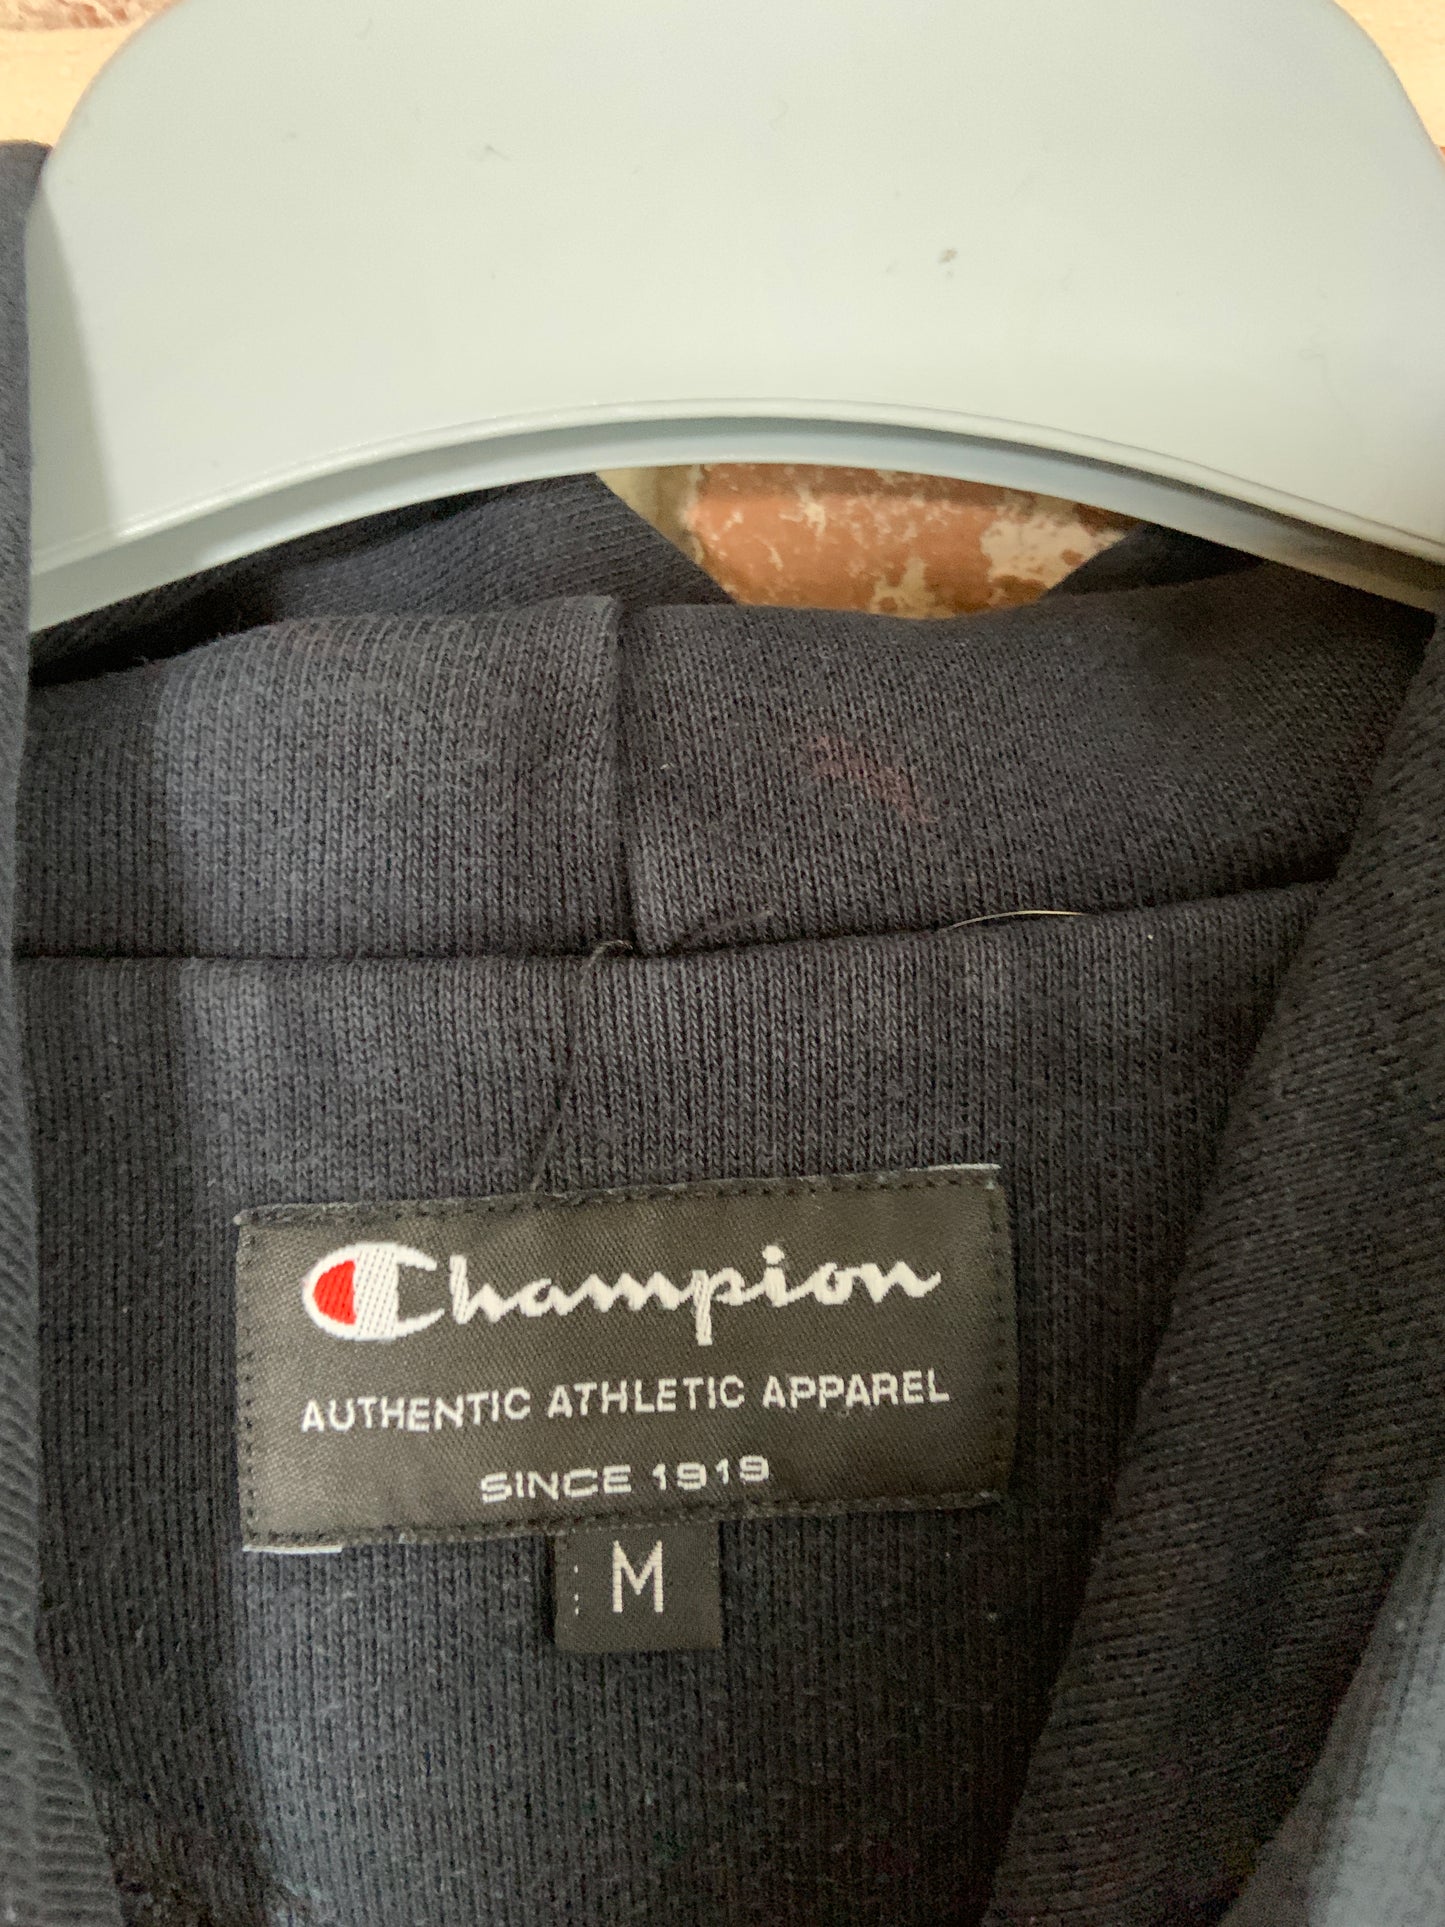 Champion
AUTHENTIC ATHLETIC APPAREL
SINCE 1919
M